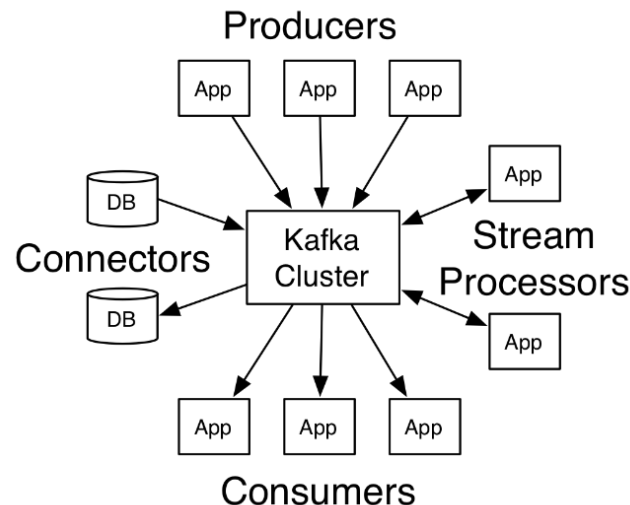 Producers
App
App
App
DB
App
Kafka
Cluster
Connectors
Stream
Processors
DB
App
App
App
App
Consumers